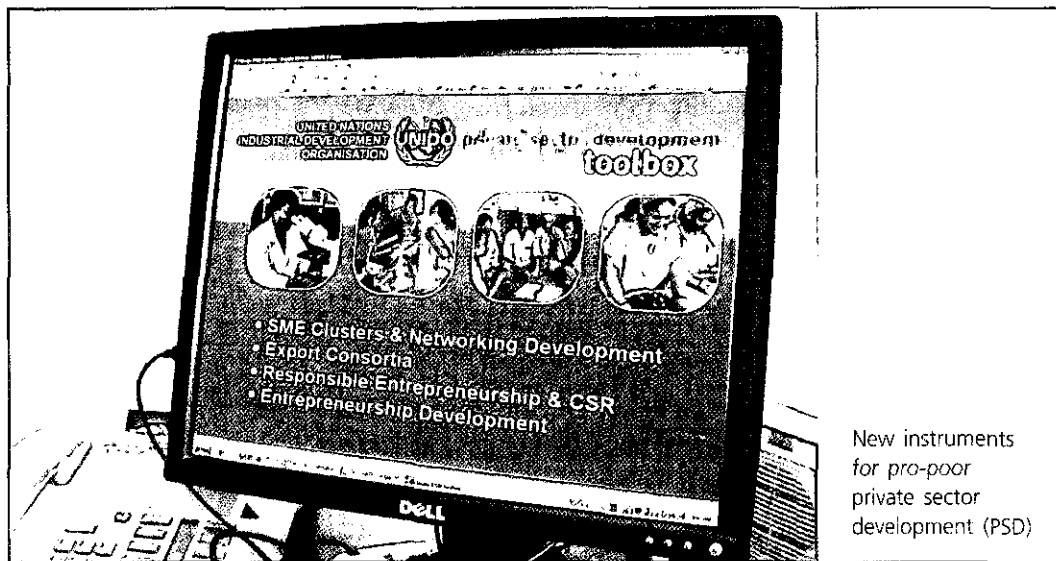 UNITED NATIONS
INDUSTRIAL DEVELOPMENT
ORGANISATION
UNIDO
private sector development
toolbox
• SME Clusters & Networking Development
• Export Consortia
• Responsible Entrepreneurship & CSR
• Entrepreneurship Development
DELL
New instruments
for pro-poor
private sector
development (PSD)